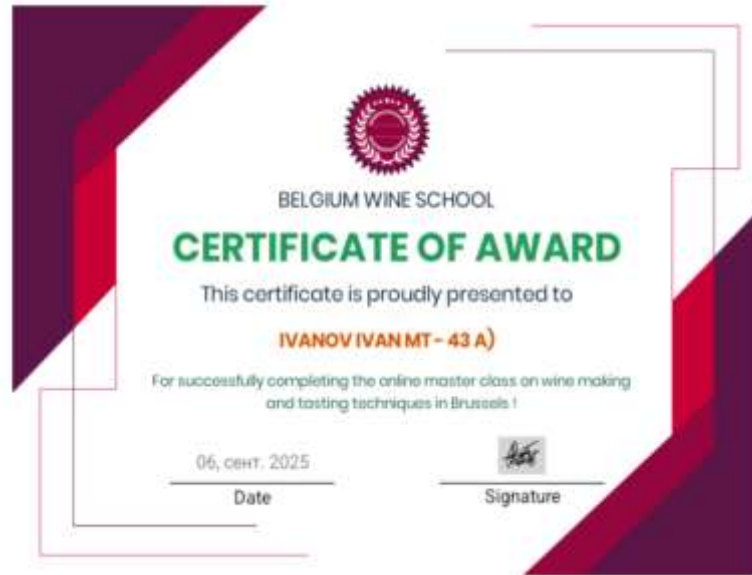 BELGIUM WINE SCHOOL
CERTIFICATE OF AWARD
This certificate is proudly presented to
IVANOV IVAN MT - 43 A)
For successfully completing the online master class on wine making
and tasting techniques in Brussels !
06, сент. 2025
Date
Signature